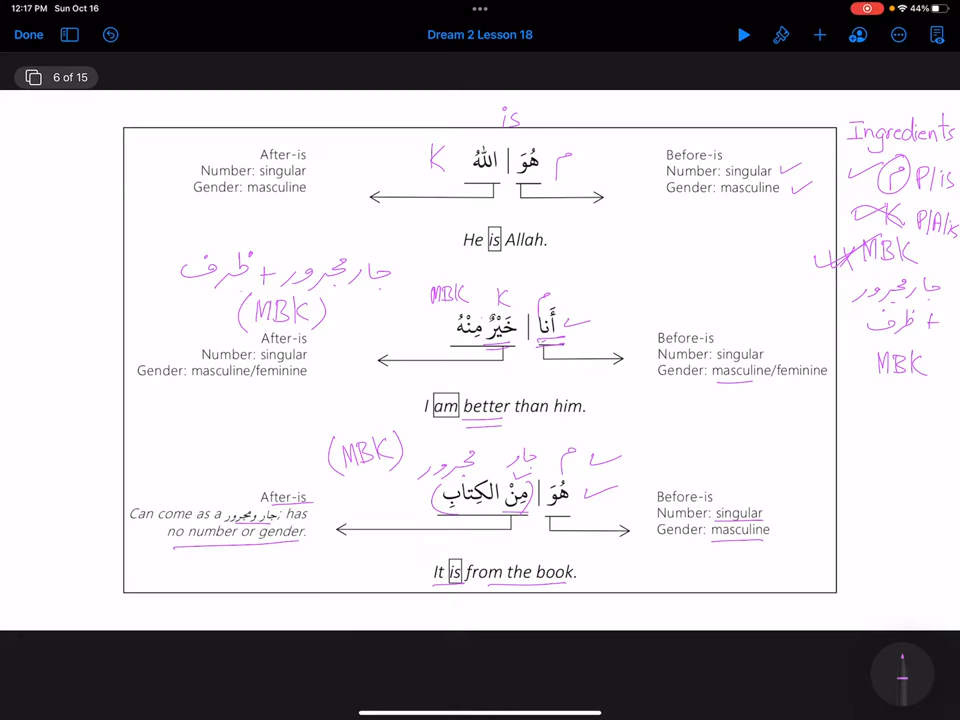 12:17 PM Sun Oct 16
44%
Done
Dream 2 Lesson 18
6 of 15
is
Ingredients
م P/is
K P/A/is
MBK
جار مجرور
+ ظرف
MBK
After-is
Number: singular
Gender: masculine
K
هُوَ | اللهُ
م
Before-is
Number: singular
Gender: masculine
He is Allah.
جار مجرور + ظرف
(MBK)
MBK K م
After-is
Number: singular
Gender: masculine/feminine
أَنا | خَيْرٌ مِنْهُ
Before-is
Number: singular
Gender: masculine/feminine
I am better than him.
(MBK)
م جار مجرور
After-is
Can come as a جار ومجرور; has
no number or gender.
هُوَ | مِنْ الكِتابِ
Before-is
Number: singular
Gender: masculine
It is from the book.